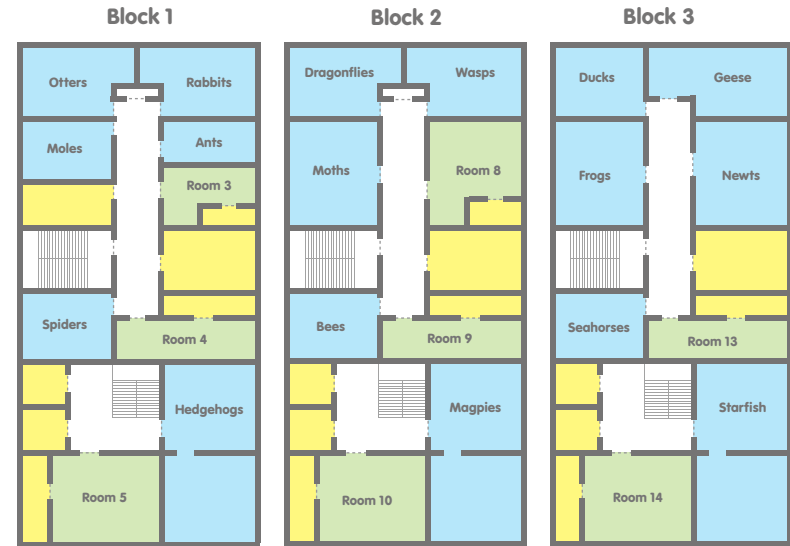 Block 1
Block 2
Block 3
Otters
Rabbits
Moles
Ants
Room 3
Spiders
Room 4
Hedgehogs
Room 5
Dragonflies
Wasps
Moths
Room 8
Bees
Room 9
Magpies
Room 10
Ducks
Geese
Frogs
Newts
Seahorses
Room 13
Starfish
Room 14